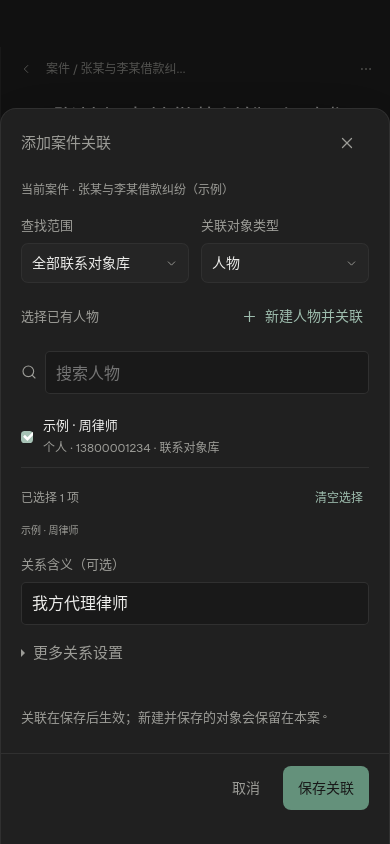 案件 / 张某与李某借款纠...
添加案件关联
当前案件 · 张某与李某借款纠纷（示例）
查找范围
关联对象类型
全部联系对象库
人物
选择已有人物
新建人物并关联
搜索人物
示例 · 周律师
个人 · 13800001234 · 联系对象库
已选择 1 项
清空选择
示例 · 周律师
关系含义（可选）
我方代理律师
更多关系设置
关联在保存后生效；新建并保存的对象会保留在本案。
取消
保存关联